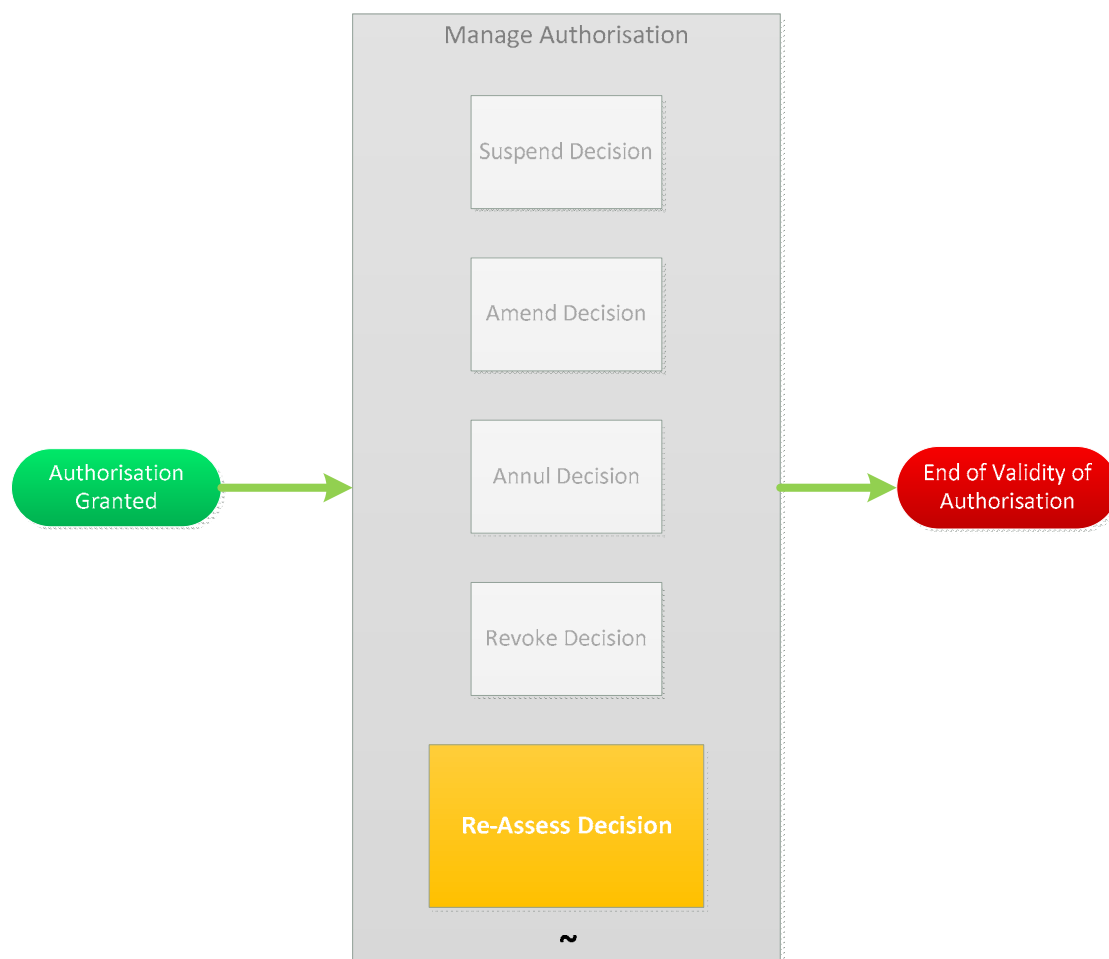 Manage Authorisation
Suspend Decision
Amend Decision
Authorisation
Granted
Annul Decision
End of Validity of
Authorisation
Revoke Decision
Re-Assess Decision
~